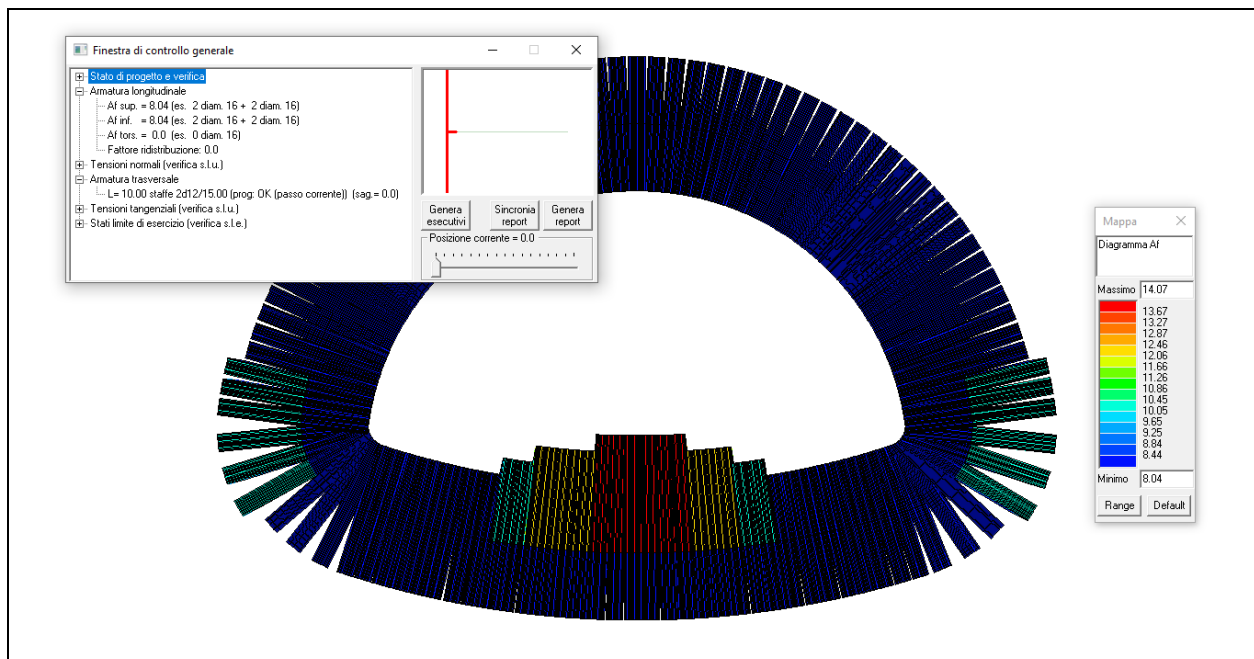 Finestra di controllo generale
Stato di progetto e verifica
Armatura longitudinale
Af sup. = 8.04 (es. 2 diam. 16 + 2 diam. 16)
Af inf. = 8.04 (es. 2 diam. 16 + 2 diam. 16)
Af tors. = 0.0 (es. 0 diam. 16)
Fattore ridistribuzione: 0.0
Tensioni normali (verifica s.l.u.)
Armatura trasversale
L= 10.00 staffe 2d12/15.00 (prog: OK (passo corrente)) (sag.= 0.0)
Tensioni tangenziali (verifica s.l.u.)
Stati limite di esercizio (verifica s.l.e.)
Genera esecutivi
Sincronia report
Genera report
Posizione corrente = 0.0
Mappa
Diagramma Af
Massimo 14.07
13.67
13.27
12.87
12.46
12.06
11.66
11.26
10.86
10.45
10.05
9.65
9.25
8.84
8.44
Minimo 8.04
Range Default